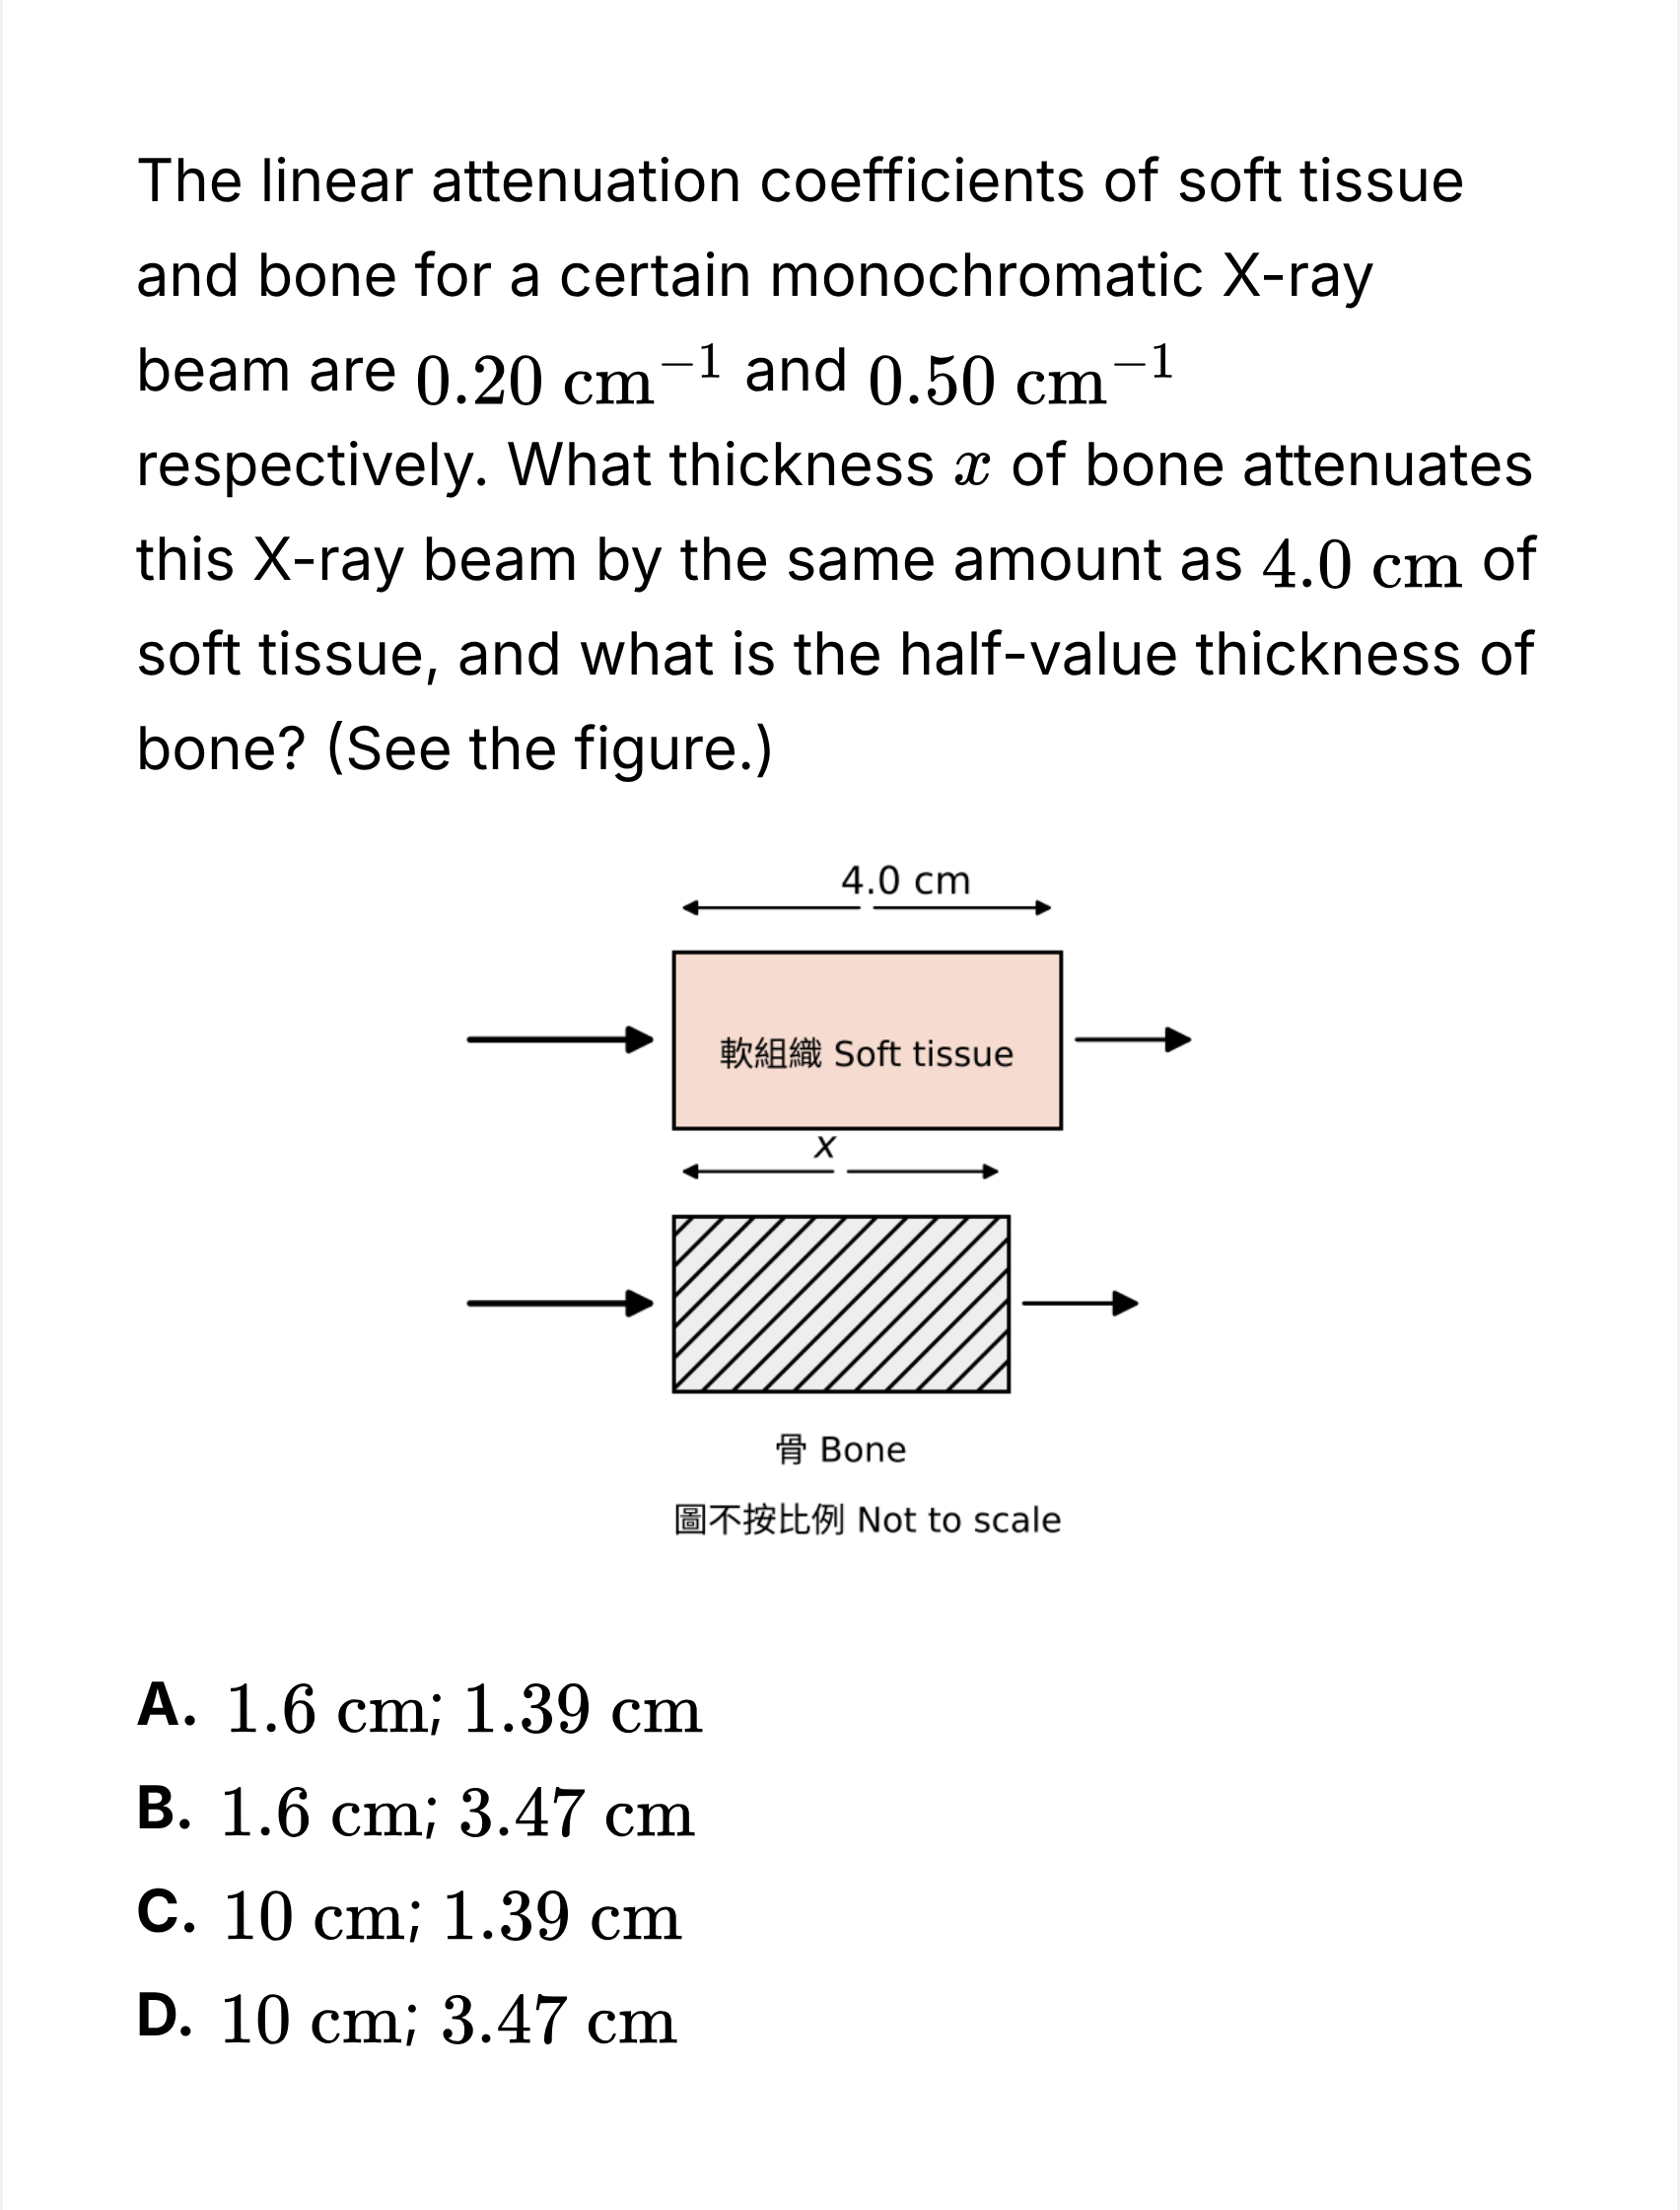 The linear attenuation coefficients of soft tissue
and bone for a certain monochromatic X-ray
beam are 0.20 cm⁻¹ and 0.50 cm⁻¹
respectively. What thickness x of bone attenuates
this X-ray beam by the same amount as 4.0 cm of
soft tissue, and what is the half-value thickness of
bone? (See the figure.)
4.0 cm
軟組織 Soft tissue
x
骨 Bone
圖不按比例 Not to scale
A. 1.6 cm; 1.39 cm
B. 1.6 cm; 3.47 cm
C. 10 cm; 1.39 cm
D. 10 cm; 3.47 cm